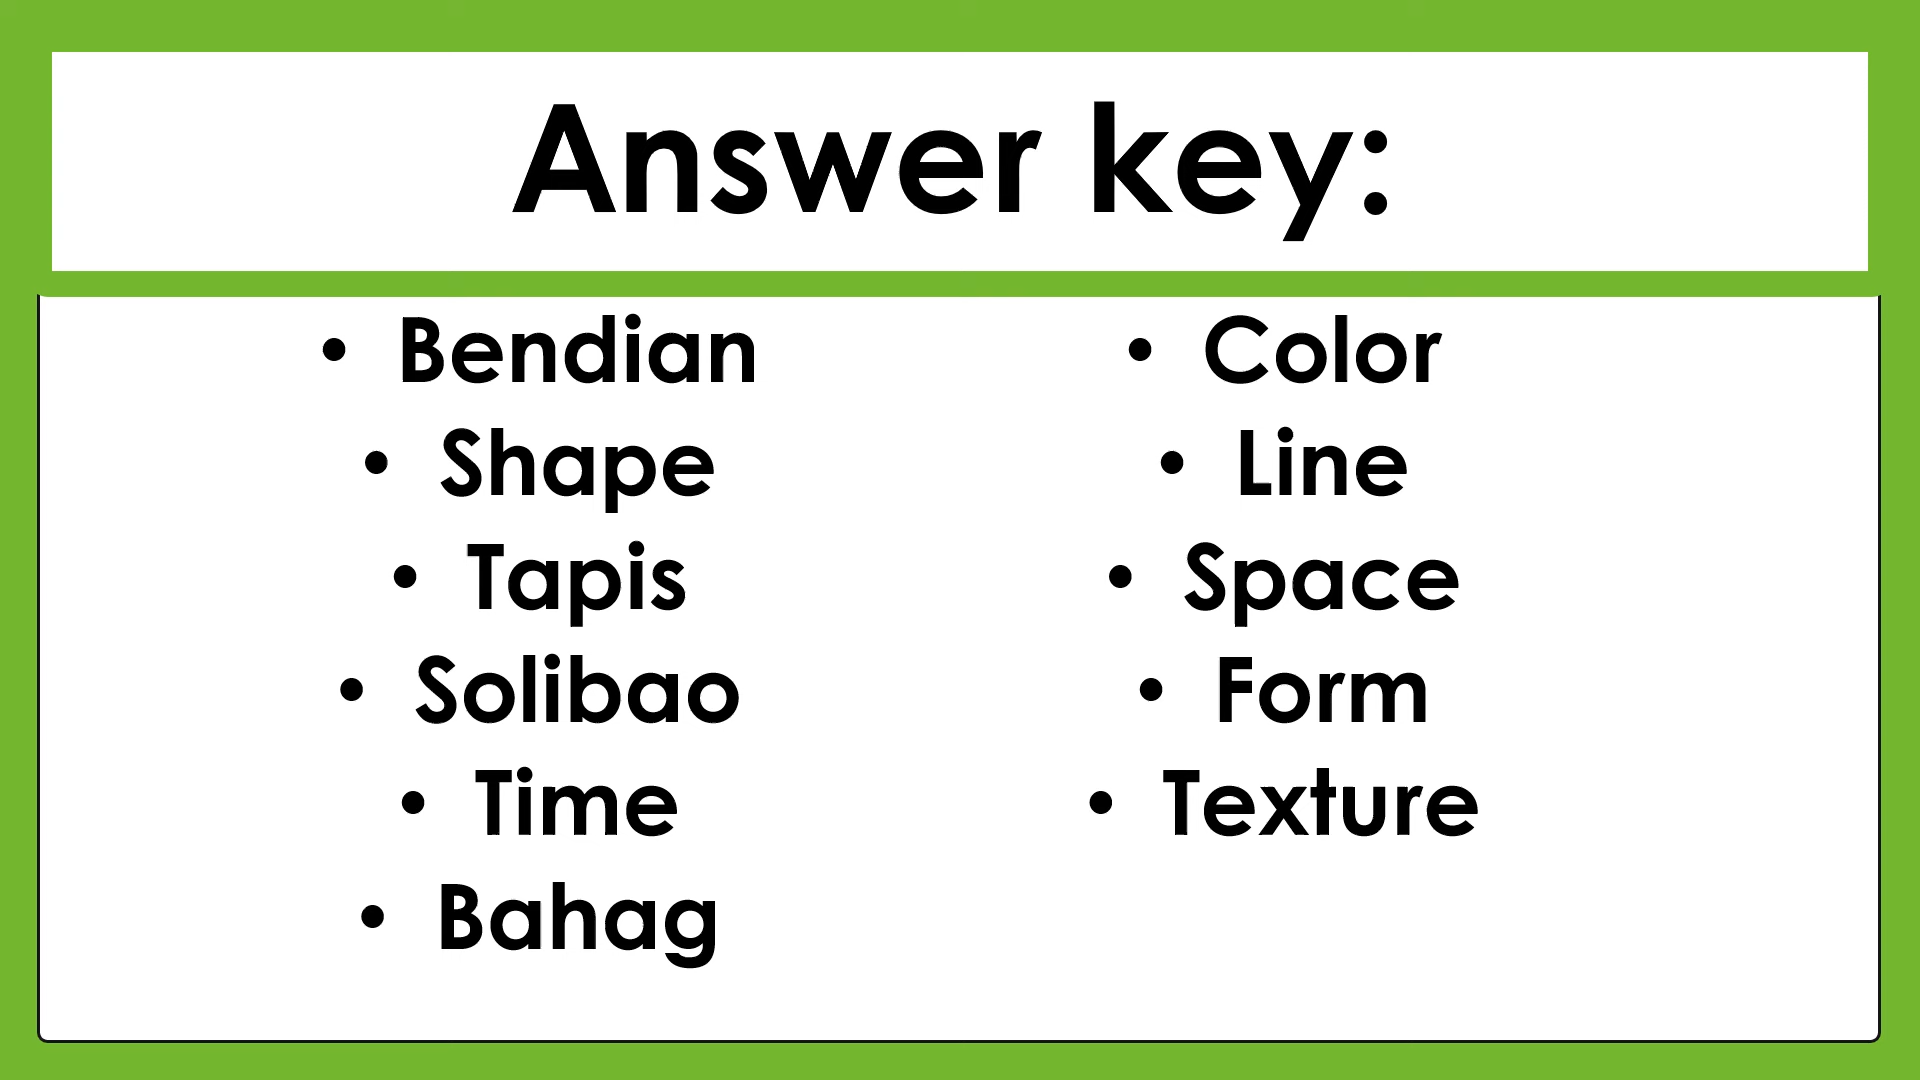 Answer key:
• Bendian
• Shape
• Tapis
• Solibao
• Time
• Bahag
• Color
• Line
• Space
• Form
• Texture